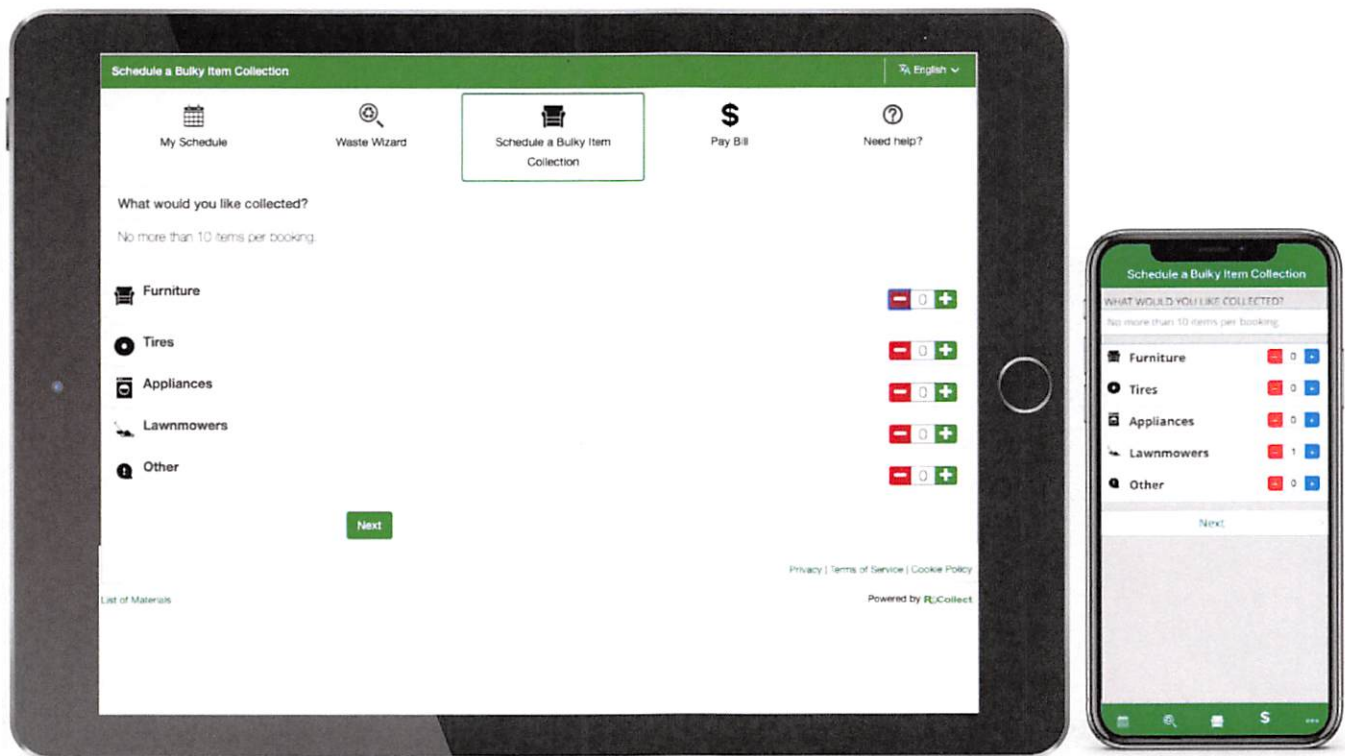 Schedule a Bulky Item Collection
English
My Schedule
Waste Wizard
Schedule a Bulky Item
Collection
$
Pay Bill
?
Need help?
What would you like collected?
No more than 10 items per booking.
Furniture
0
Tires
0
Appliances
0
Lawnmowers
0
Other
0
Next
Privacy | Terms of Service | Cookie Policy
List of Materials
Powered by ReCollect
Schedule a Bulky Item Collection
WHAT WOULD YOU LIKE COLLECTED?
No more than 10 items per booking.
Furniture
0
Tires
0
Appliances
0
Lawnmowers
1
Other
0
Next
$